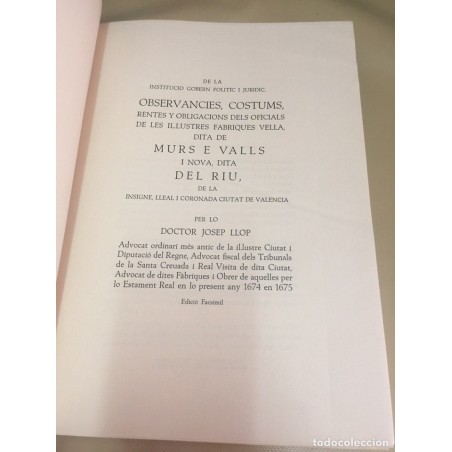 DE LA
INSTITUCIO GOBERN POLITIC I JURIDIC,
OBSERVANCIES, COSTUMS,
RENTES Y OBLIGACIONS DELS OFICIALS
DE LES ILLUSTRES FABRIQUES VELLA,
DITA DE
MURS E VALLS
I NOVA, DITA
DEL RIU,
DE LA
INSIGNE, LLEAL I CORONADA CIUTAT DE VALENCIA
PER LO
DOCTOR JOSEP LLOP
Advocat ordinari més antic de la iŀlustre Ciutat i
Diputació del Regne, Advocat fiscal dels Tribunals
de la Santa Creuada i Real Visita de dita Ciutat,
Advocat de dites Fàbriques i Obrer de aquelles per
lo Estament Real en lo present any 1674 en 1675
Edició Facsímil
todocoleccion